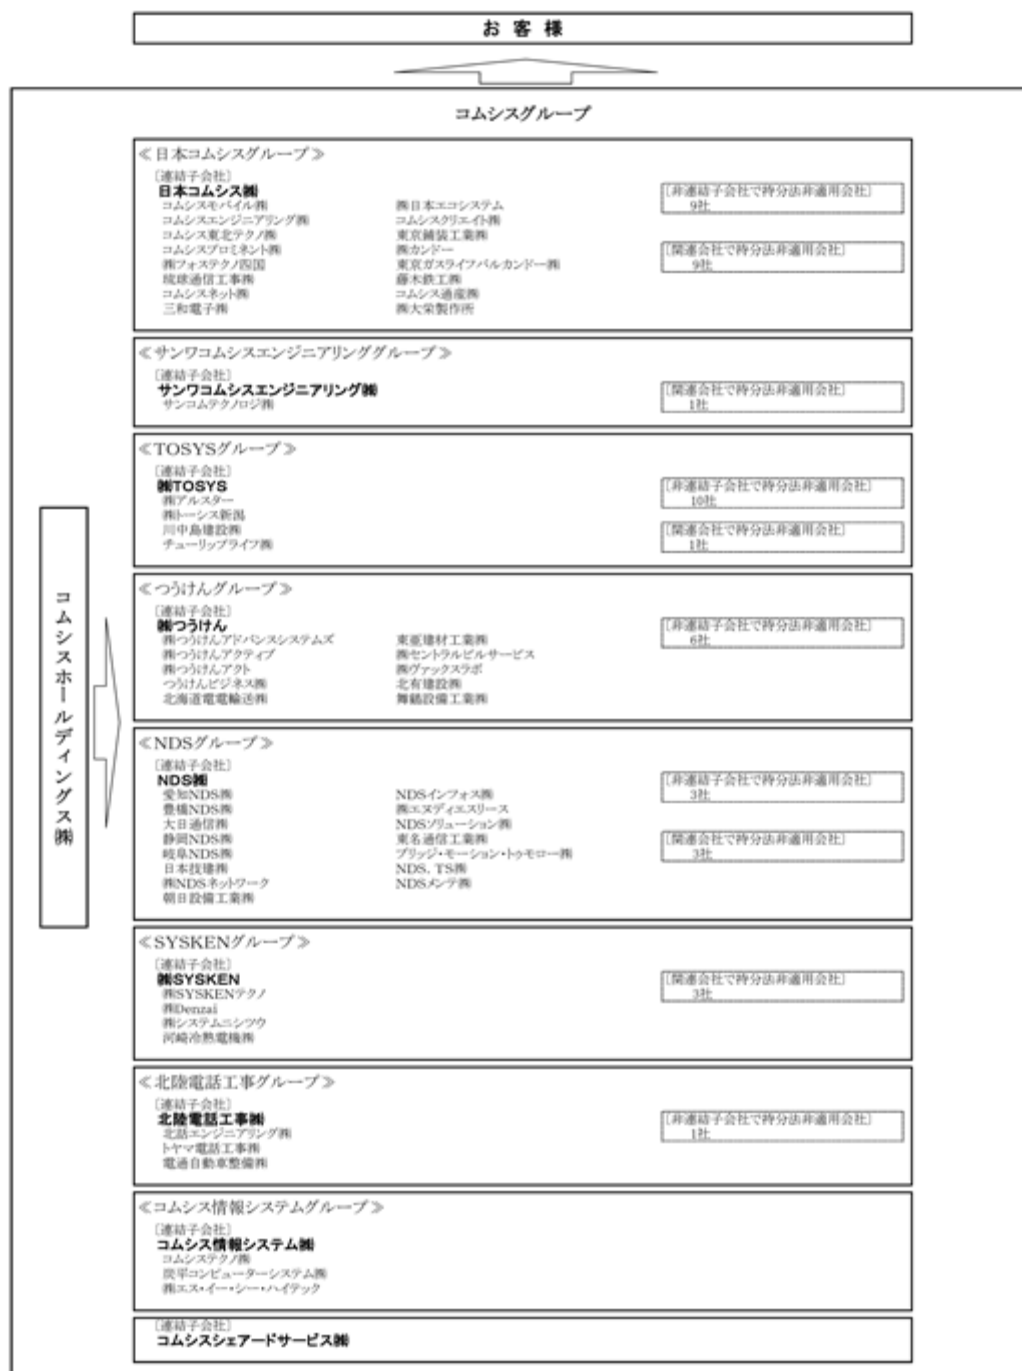 お客様
コムシスグループ
≪日本コムシスグループ≫
〔連結子会社〕
日本コムシス㈱
コムシスモバイル㈱
コムシスエンジニアリング㈱
コムシス東北テクノ㈱
コムシスプロミネント㈱
㈱フォステクノ四国
琉球通信工事㈱
コムシスネット㈱
三和電子㈱
㈱日本エコシステム
コムシスクリエイト㈱
東京舗装工業㈱
㈱カンドー
東京ガスライフバルカンドー㈱
藤木鉄工㈱
コムシス通産㈱
㈱大栄製作所
〔非連結子会社で持分法非適用会社〕
9社
〔関連会社で持分法非適用会社〕
9社
≪サンワコムシスエンジニアリンググループ≫
〔連結子会社〕
サンワコムシスエンジニアリング㈱
サンコムテクノロジ㈱
〔関連会社で持分法非適用会社〕
1社
≪TOSYSグループ≫
〔連結子会社〕
㈱TOSYS
㈱アルスター
㈱トーシス新潟
川中島建設㈱
チューリップライフ㈱
〔非連結子会社で持分法非適用会社〕
10社
〔関連会社で持分法非適用会社〕
1社
≪つうけんグループ≫
〔連結子会社〕
㈱つうけん
㈱つうけんアドバンスシステムズ
㈱つうけんアクティブ
㈱つうけんアクト
つうけんビジネス㈱
北海道電電輸送㈱
東亜建材工業㈱
㈱セントラルビルサービス
㈱ヴァックスラボ
北有建設㈱
舞鶴設備工業㈱
〔非連結子会社で持分法非適用会社〕
6社
≪NDSグループ≫
〔連結子会社〕
NDS㈱
愛知NDS㈱
豊橋NDS㈱
大日通信㈱
静岡NDS㈱
岐阜NDS㈱
日本技建㈱
㈱NDSネットワーク
朝日設備工業㈱
NDSインフォス㈱
㈱エヌディエスリース
NDSソリューション㈱
東名通信工業㈱
ブリッジ・モーション・トゥモロー㈱
NDS．TS㈱
NDSメンテ㈱
〔非連結子会社で持分法非適用会社〕
3社
〔関連会社で持分法非適用会社〕
3社
≪SYSKENグループ≫
〔連結子会社〕
㈱SYSKEN
㈱SYSKENテクノ
㈱Denzai
㈱システムニシツウ
河崎冷熱電機㈱
〔関連会社で持分法非適用会社〕
3社
≪北陸電話工事グループ≫
〔連結子会社〕
北陸電話工事㈱
北話エンジニアリング㈱
トヤマ電話工事㈱
電通自動車整備㈱
〔非連結子会社で持分法非適用会社〕
1社
≪コムシス情報システムグループ≫
〔連結子会社〕
コムシス情報システム㈱
コムシステクノ㈱
茂平コンピューターシステム㈱
㈱エス・イー・シー・ハイテック
〔連結子会社〕
コムシスシェアードサービス㈱
コムシスホールディングス㈱